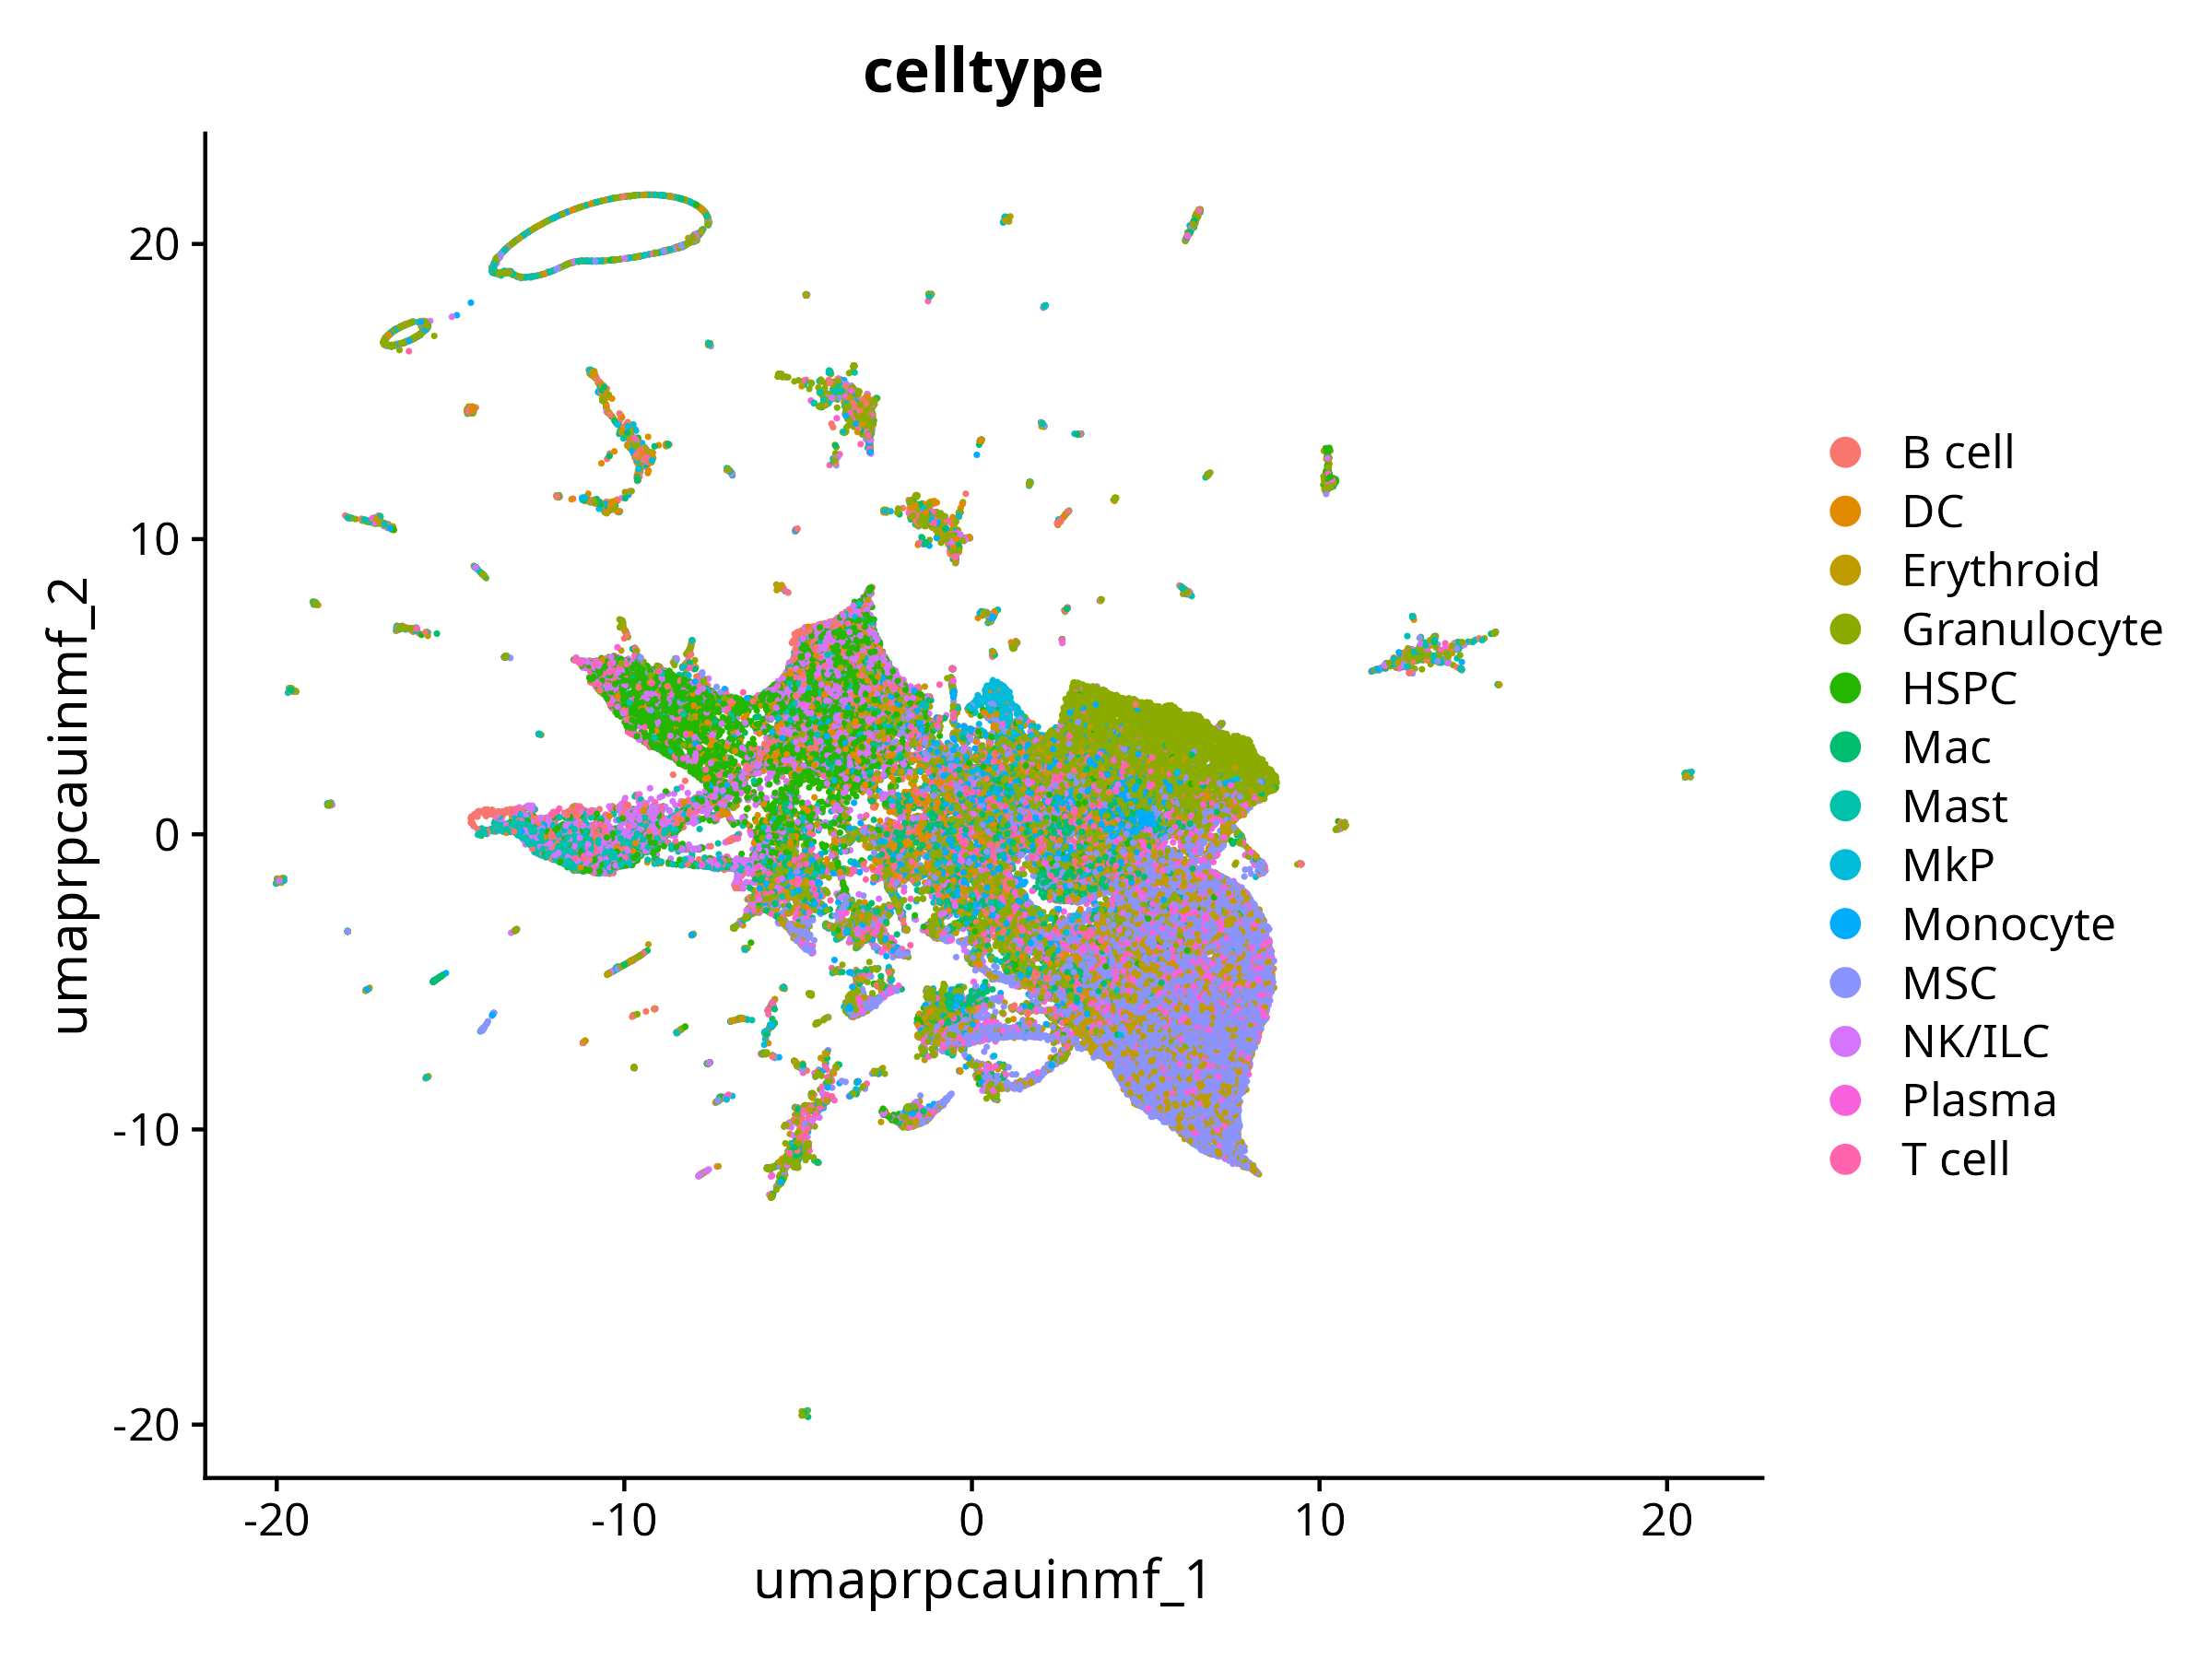 celltype
umaprpcauinmf_2
20
10
0
-10
-20
-20
-10
0
10
20
umaprpcauinmf_1
B cell
DC
Erythroid
Granulocyte
HSPC
Mac
Mast
MkP
Monocyte
MSC
NK/ILC
Plasma
T cell